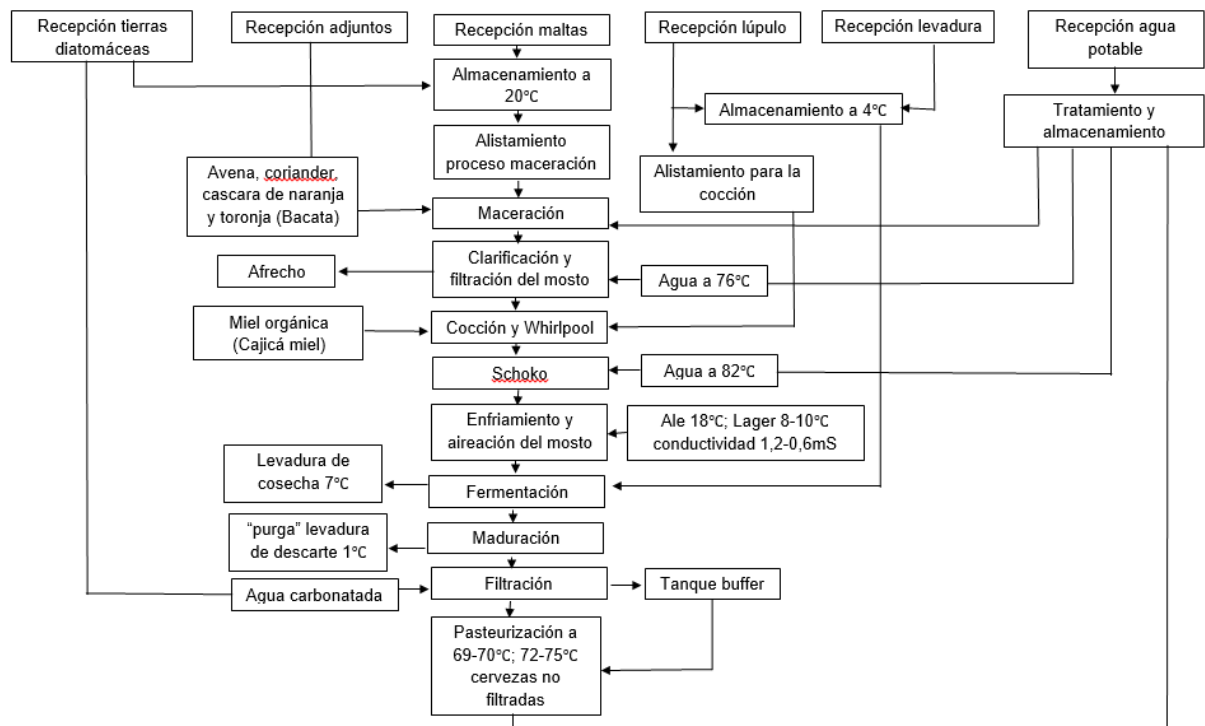 Recepción tierras
diatomáceas
Recepción adjuntos
Recepción maltas
Recepción lúpulo
Recepción levadura
Recepción agua
potable
Almacenamiento a
20°C
Almacenamiento a 4°C
Tratamiento y
almacenamiento
Alistamiento
proceso maceración
Avena, coriander,
cascara de naranja
y toronja (Bacata)
Alistamiento para la
cocción
Maceración
Clarificación y
filtración del mosto
Afrecho
Agua a 76°C
Miel orgánica
(Cajicá miel)
Cocción y Whirlpool
Schoko
Agua a 82°C
Enfriamiento y
aireación del mosto
Ale 18°C; Lager 8-10°C
conductividad 1,2-0,6mS
Levadura de
cosecha 7°C
Fermentación
“purga” levadura
de descarte 1°C
Maduración
Agua carbonatada
Filtración
Tanque buffer
Pasteurización a
69-70°C; 72-75°C
cervezas no
filtradas